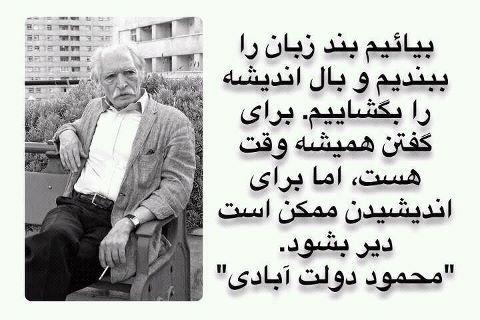 بیائیم بند زبان را
ببندیم و بال اندیشه
را بگشاییم. برای
گفتن همیشه وقت
هست، اما برای
اندیشیدن ممکن است
دیر بشود.
"محمود دولت آبادی"